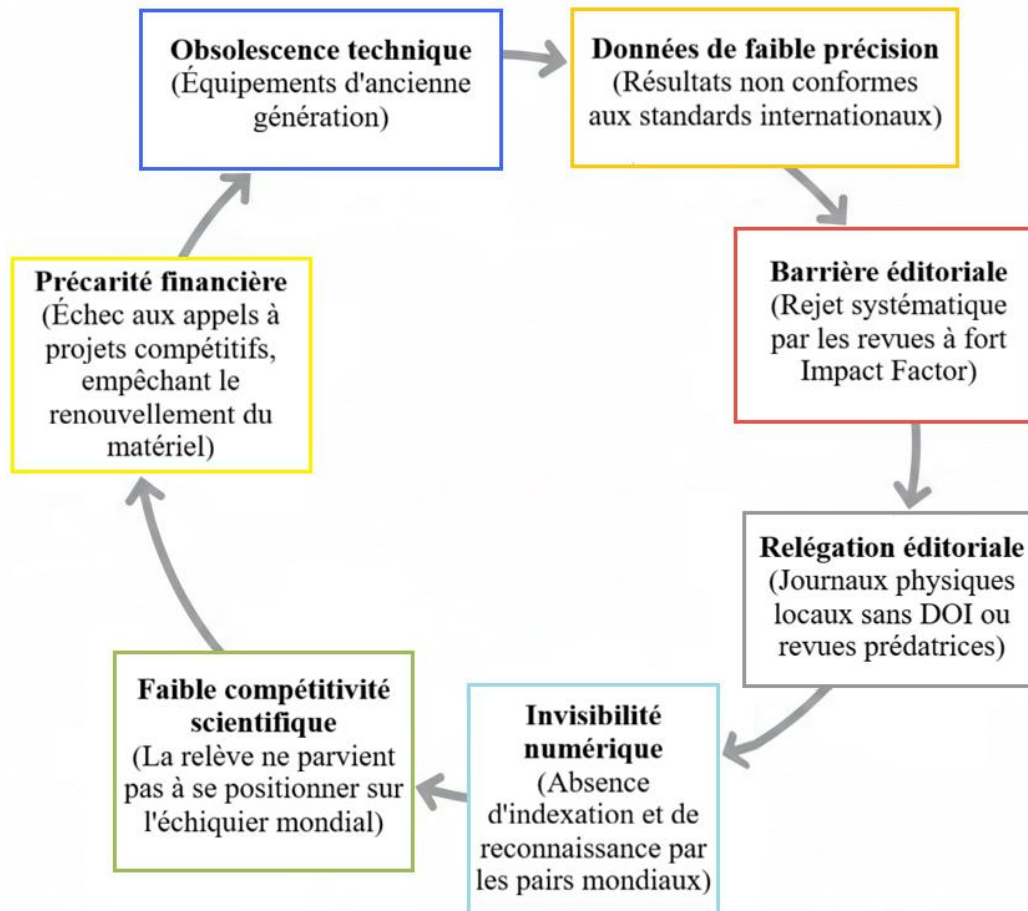 Obsolescence technique
(Équipements d'ancienne
génération)
Données de faible précision
(Résultats non conformes
aux standards internationaux)
Barrière éditoriale
(Rejet systématique
par les revues à fort
Impact Factor)
Relégation éditoriale
(Journaux physiques
locaux sans DOI ou
revues prédatrices)
Invisibilité
numérique
(Absence
d'indexation et de
reconnaissance par
les pairs mondiaux)
Faible compétitivité
scientifique
(La relève ne parvient
pas à se positionner sur
l'échiquier mondial)
Précarité financière
(Échec aux appels à
projets compétitifs,
empêchant le
renouvellement du
matériel)